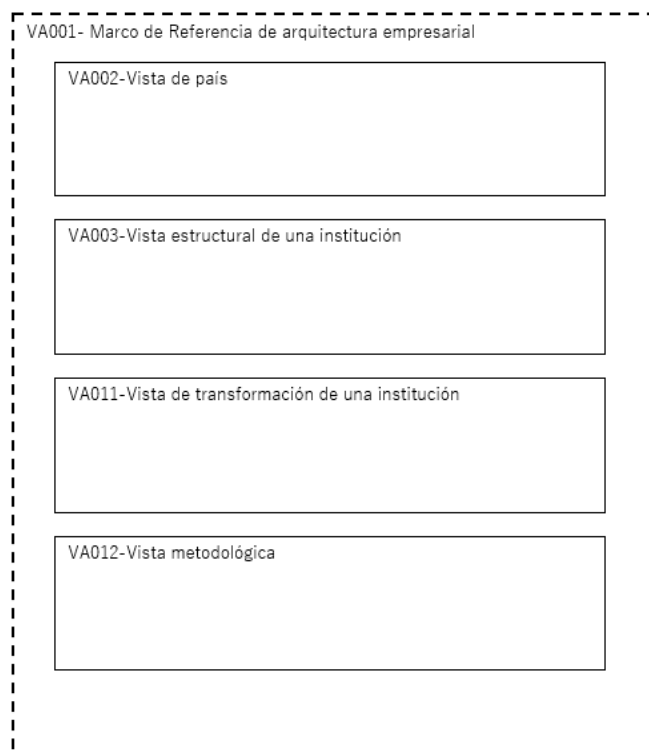 VA001- Marco de Referencia de arquitectura empresarial
VA002-Vista de país
VA003-Vista estructural de una institución
VA011-Vista de transformación de una institución
VA012-Vista metodológica